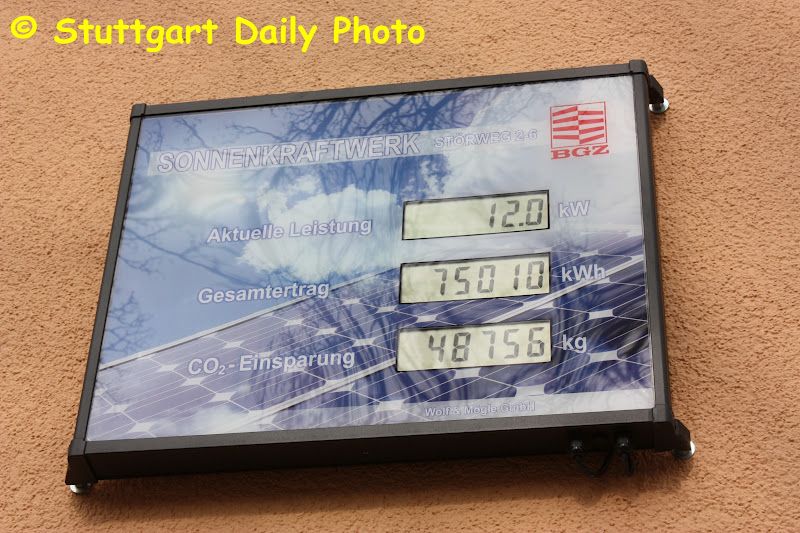 © Stuttgart Daily Photo
SONNENKRAFTWERK STÖRWEG 2-6
BGZ
Aktuelle Leistung 12.0 kW
Gesamtertrag 75010 kWh
CO₂-Einsparung 48756 kg
Wolf & Mogle GmbH